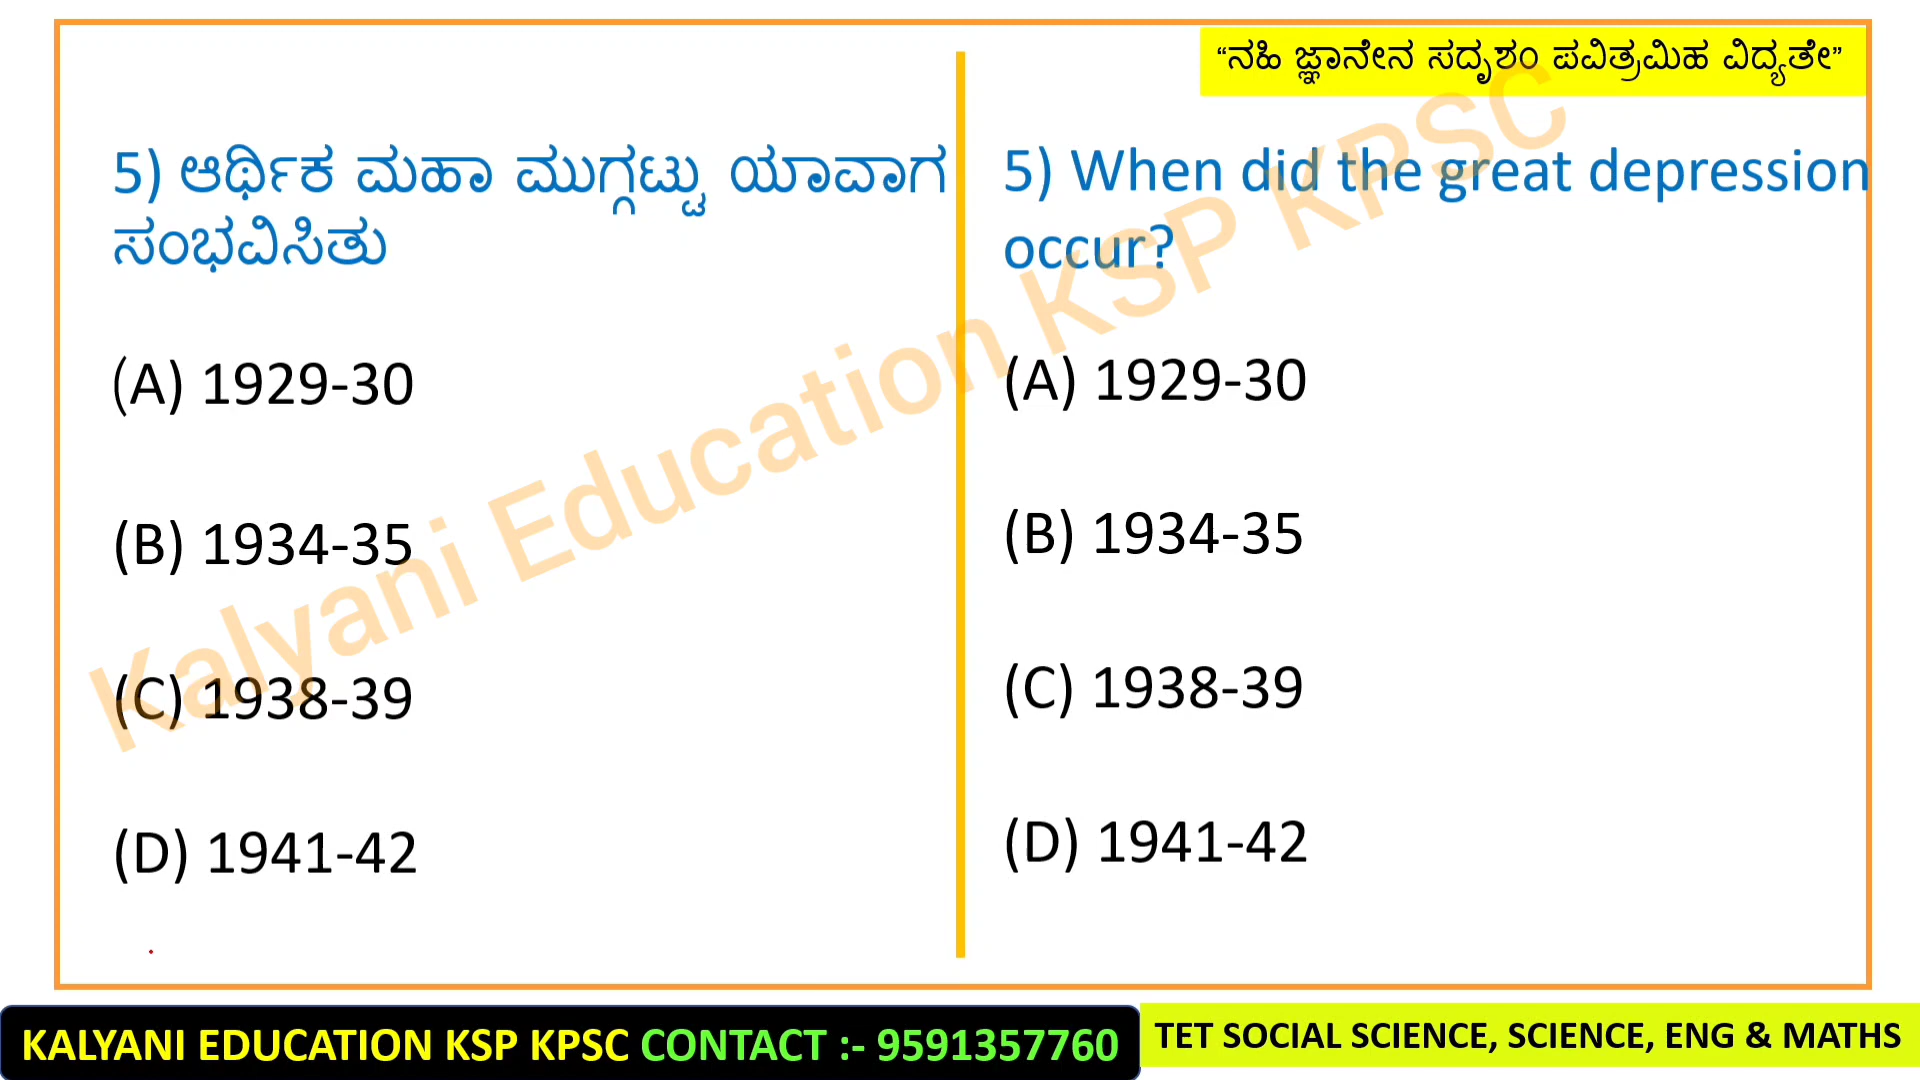 “ನಹಿ ಜ್ಞಾನೇನ ಸದೃಶಂ ಪವಿತ್ರಮಿಹ ವಿದ್ಯತೇ”
5) ಆರ್ಥಿಕ ಮಹಾ ಮುಗ್ಗಟ್ಟು ಯಾವಾಗ
ಸಂಭವಿಸಿತು
(A) 1929-30
(B) 1934-35
(C) 1938-39
(D) 1941-42
5) When did the great depression
occur?
(A) 1929-30
(B) 1934-35
(C) 1938-39
(D) 1941-42
Kalyani Education KSP KPSC
KALYANI EDUCATION KSP KPSC CONTACT :- 9591357760
TET SOCIAL SCIENCE, SCIENCE, ENG & MATHS